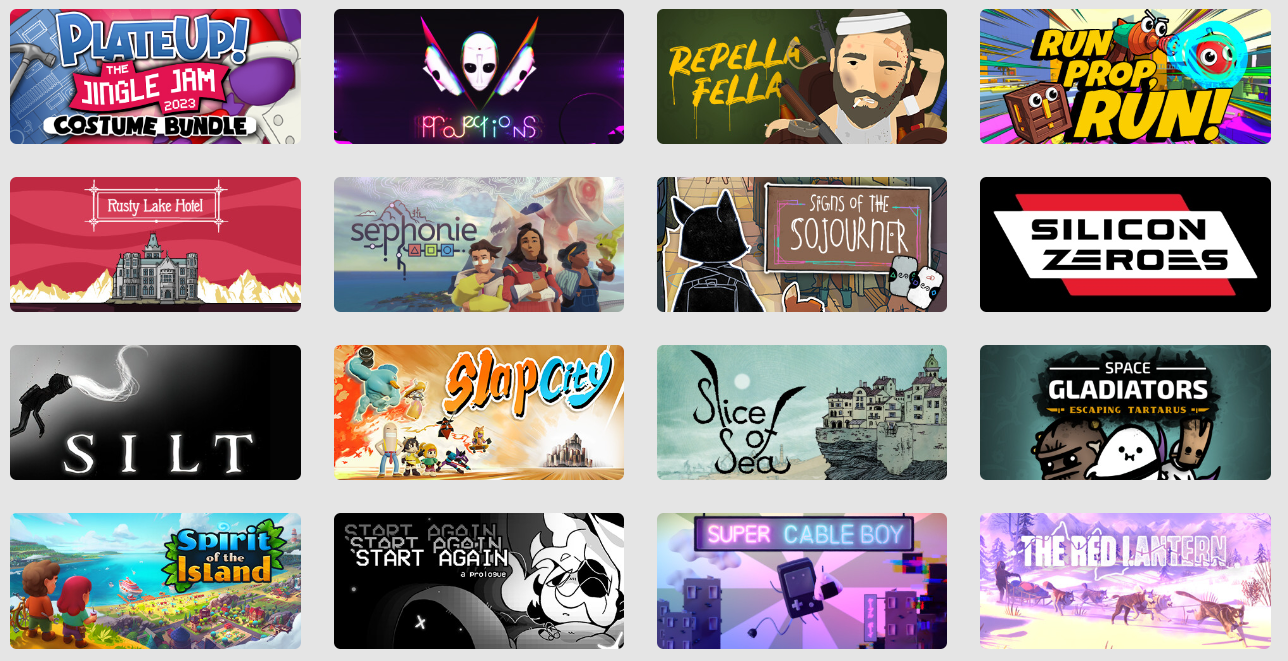 PLATEUP!
THE
JINGLE JAM
2023
COSTUME BUNDLE
PROJECTIONS
REPELLA
FELLA
RUN
PROP,
RUN!
Rusty Lake Hotel
sephonie
SIGNS OF THE
SOJOURNER
SILICON
ZEROES
SILT
Slap City
Slice
of
Sea
SPACE
GLADIATORS
ESCAPING TARTARUS
Spirit
of the
Island
START AGAIN
START AGAIN
START AGAIN
a prologue
SUPER CABLE BOY
THE RED LANTERN